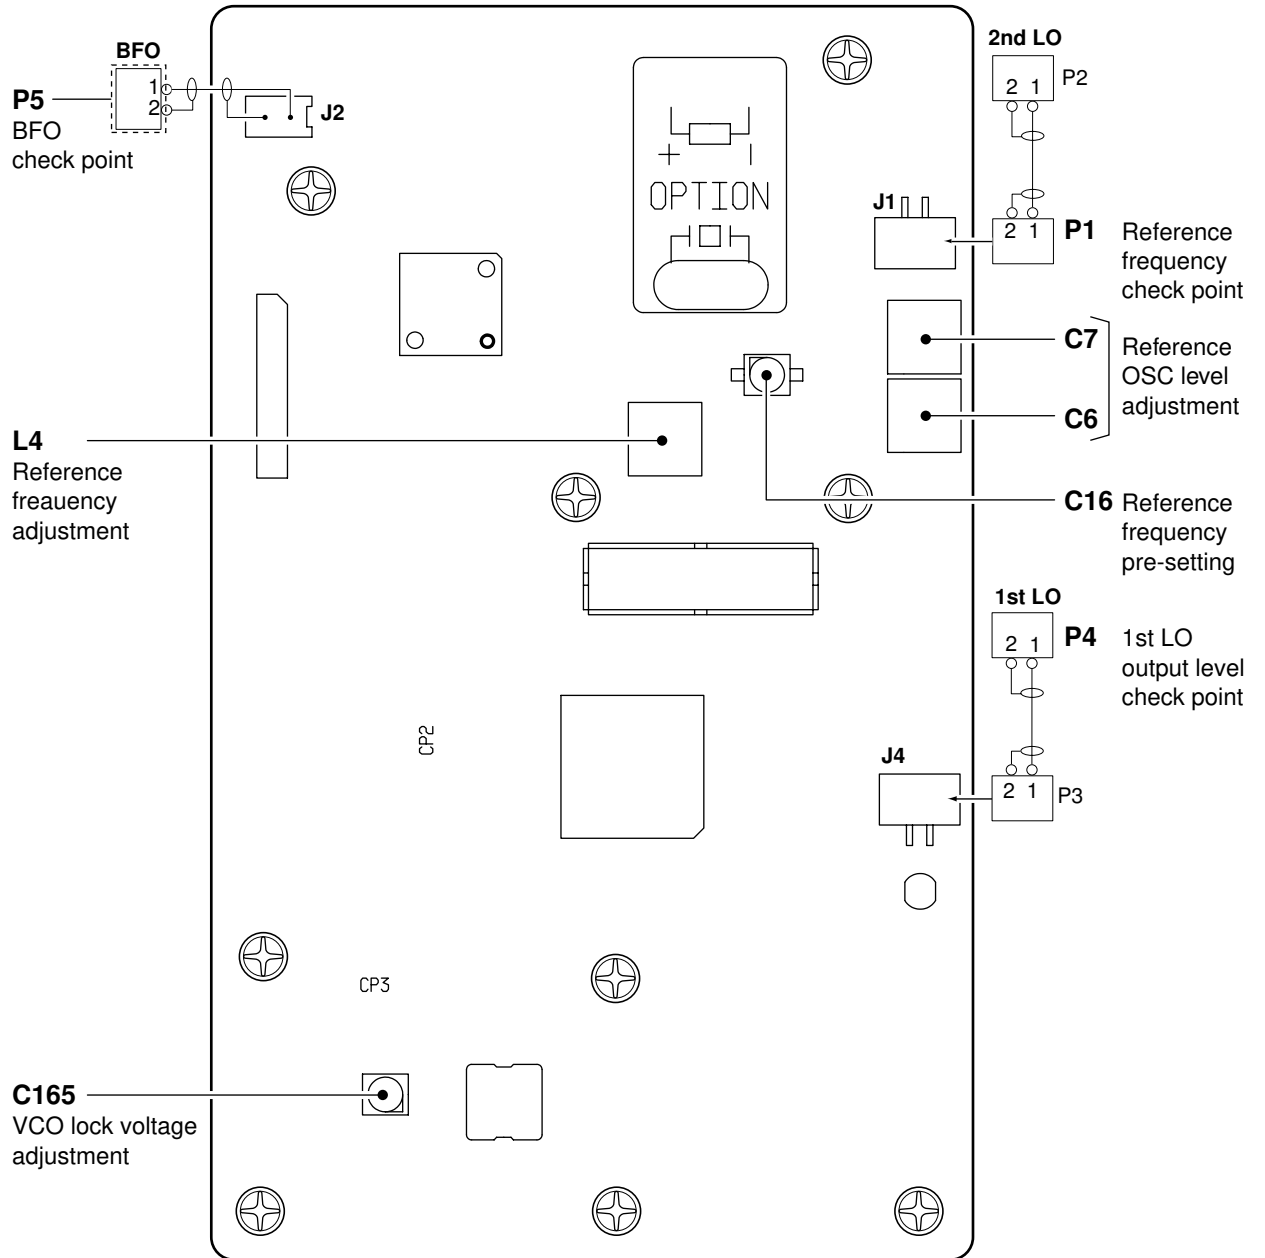 BFO
1
2
P5
BFO
check point
J2
+ -
OPTION
2nd LO
2 1
P2
J1
2 1
P1
Reference
frequency
check point
C7
C6
Reference
OSC level
adjustment
L4
Reference
freauency
adjustment
C16
Reference
frequency
pre-setting
1st LO
2 1
P4
1st LO
output level
check point
CP2
J4
2 1
P3
CP3
C165
VCO lock voltage
adjustment